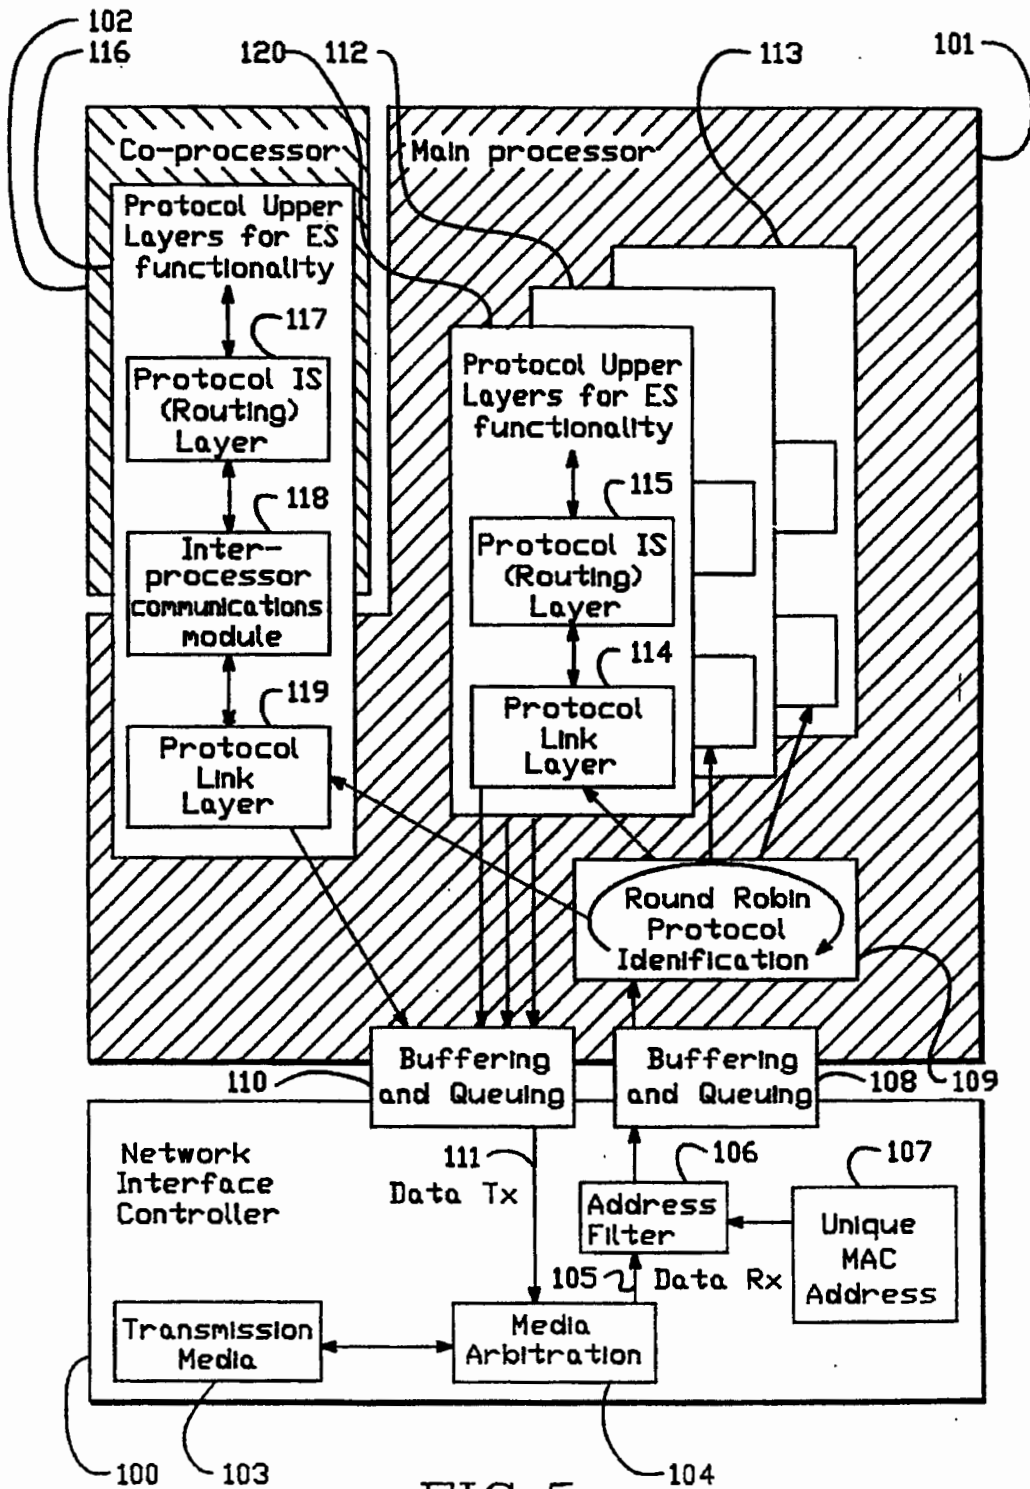 102
116
120
112
113
101
Co-processor
Main processor
Protocol Upper
Layers for ES
functionality
117
Protocol IS
(Routing)
Layer
118
Inter-
processor
communications
module
119
Protocol
Link
Layer
Protocol Upper
Layers for ES
functionality
115
Protocol IS
(Routing)
Layer
114
Protocol
Link
Layer
Round Robin
Protocol
Idenification
Buffering
and Queuing
110
Buffering
and Queuing
108
109
Network
Interface
Controller
111
Data Tx
106
107
Address
Filter
Unique
MAC
Address
105
Data Rx
Transmission
Media
Media
Arbitration
100
103
104
FIG. 5